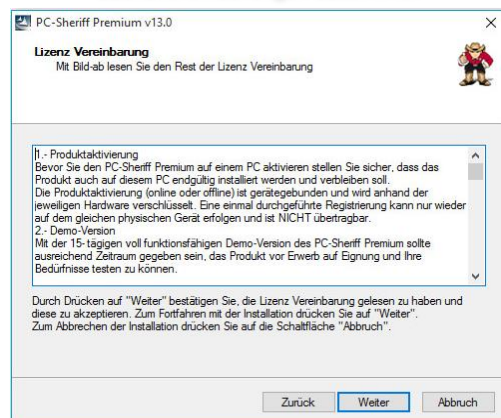 PC-Sheriff Premium v13.0
Lizenz Vereinbarung
Mit Bild-ab lesen Sie den Rest der Lizenz Vereinbarung
1.- Produktaktivierung
Bevor Sie den PC-Sheriff Premium auf einem PC aktivieren stellen Sie sicher, dass das
Produkt auch auf diesem PC endgültig installiert werden und verbleiben soll.
Die Produktaktivierung (online oder offline) ist gerätegebunden und wird anhand der
jeweiligen Hardware verschlüsselt. Eine einmal durchgeführte Registrierung kann nur wieder
auf dem gleichen physischen Gerät erfolgen und ist NICHT übertragbar.
2.- Demo-Version
Mit der 15-tägigen voll funktionsfähigen Demo-Version des PC-Sheriff Premium sollte
ausreichend Zeitraum gegeben sein, das Produkt vor Erwerb auf Eignung und Ihre
Bedürfnisse testen zu können.
Durch Drücken auf "Weiter" bestätigen Sie, die Lizenz Vereinbarung gelesen zu haben und
diese zu akzeptieren. Zum Fortfahren mit der Installation drücken Sie auf "Weiter".
Zum Abbrechen der Installation drücken Sie auf die Schaltfläche "Abbruch".
Zurück Weiter Abbruch